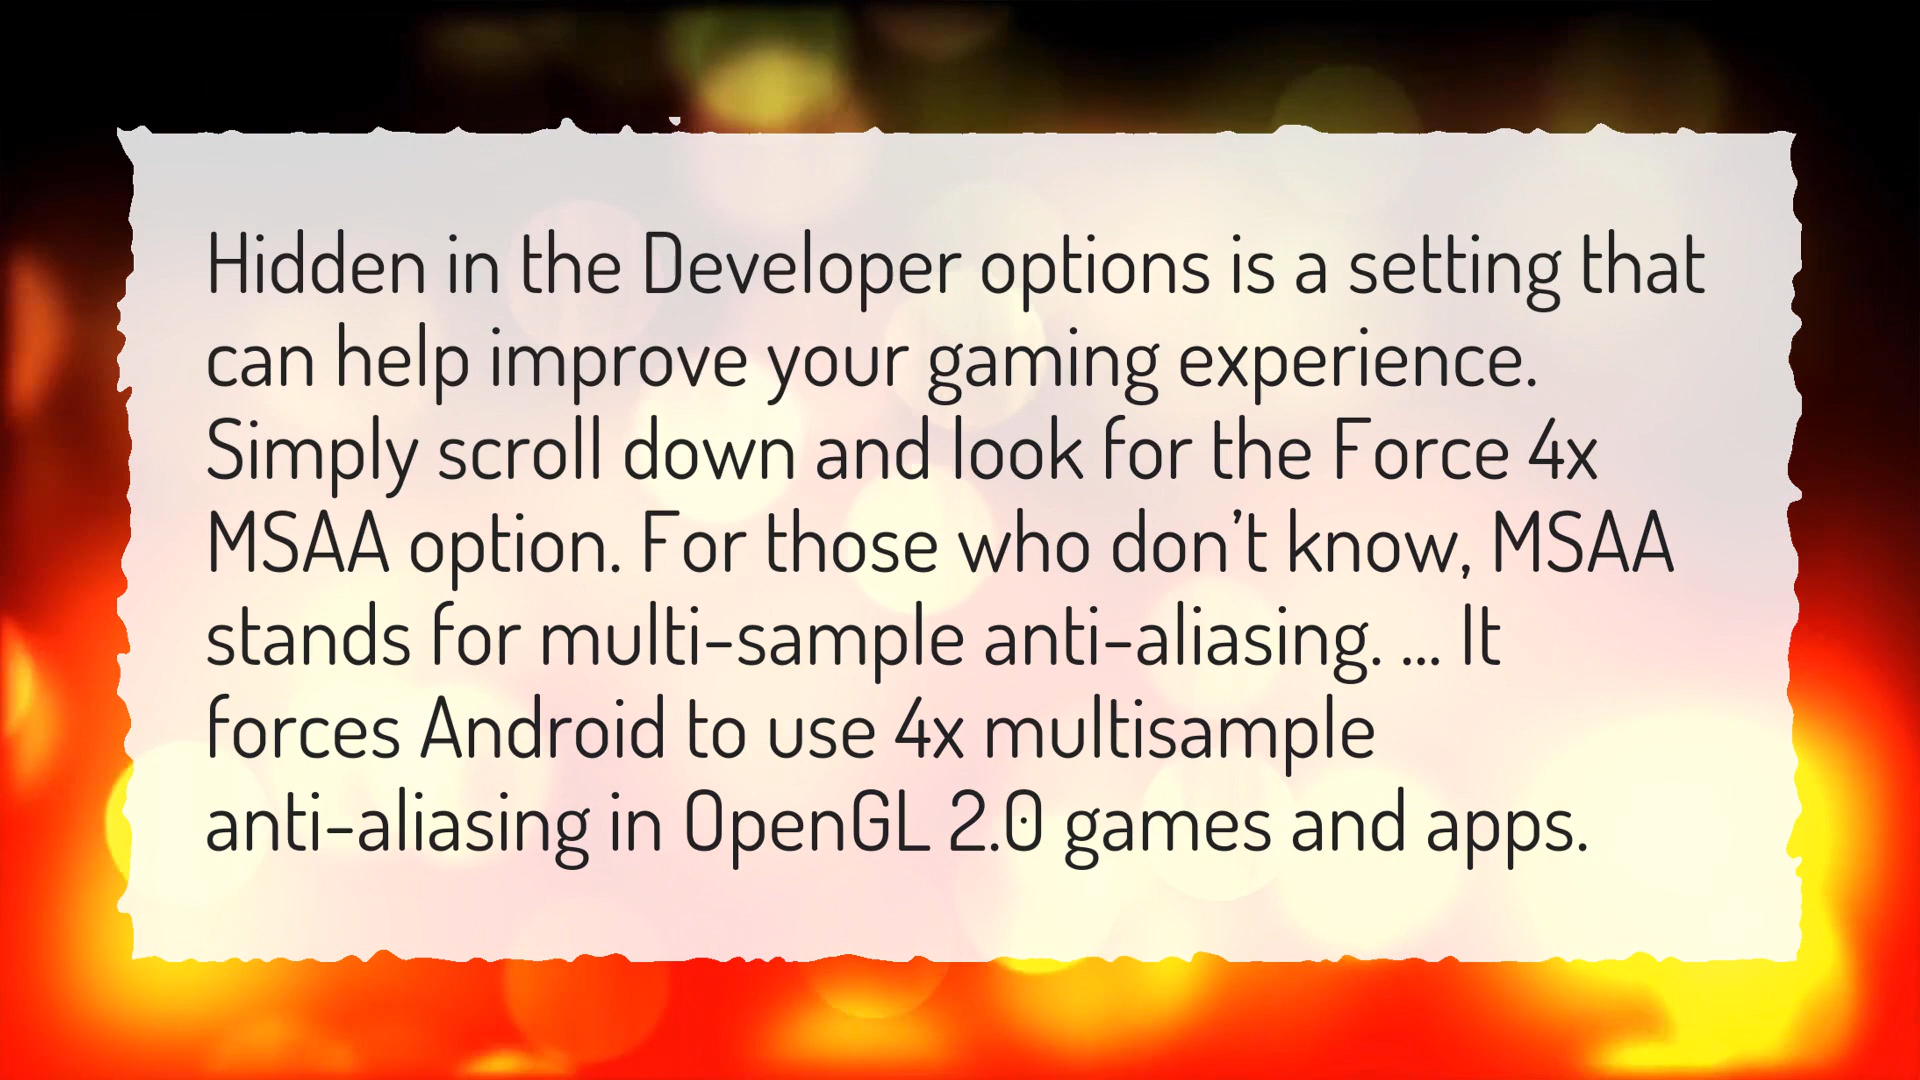 Hidden in the Developer options is a setting that
can help improve your gaming experience.
Simply scroll down and look for the Force 4x
MSAA option. For those who don’t know, MSAA
stands for multi-sample anti-aliasing. ... It
forces Android to use 4x multisample
anti-aliasing in OpenGL 2.0 games and apps.